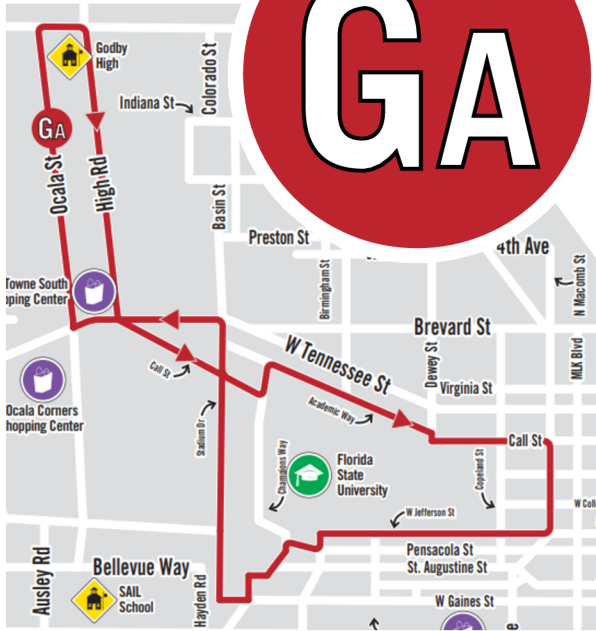 GA
Godby
High
GA
Ocala St
High Rd
Indiana St
Colorado St
Basin St
Preston St
4th Ave
N Macomb St
Birmingham St
Brevard St
MLK Blvd
Dewey St
Towne South
pping Center
W Tennessee St
Virginia St
Call St
Academic Way
Ocala Corners
hopping Center
Stadium Dr
Champions Way
Florida
State
University
Copeland St
Call St
W Coll
W Jefferson St
Pensacola St
St. Augustine St
Ausley Rd
Bellevue Way
SAIL
School
Hayden Rd
W Gaines St